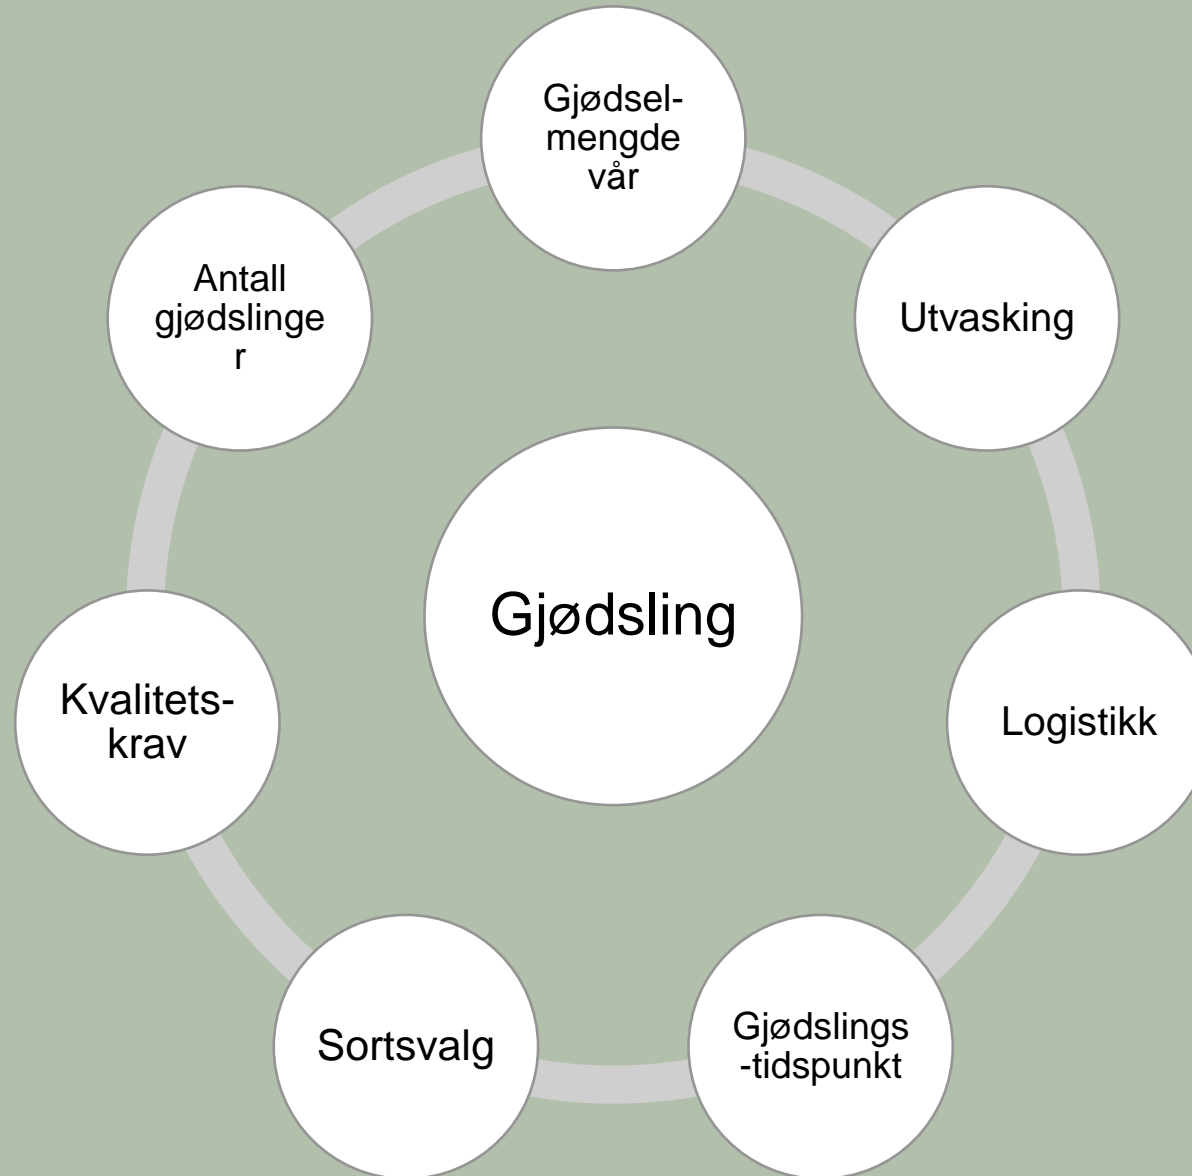 Gjødsel-
mengde
vår
Utvasking
Logistikk
Gjødslings
-tidspunkt
Sortsvalg
Kvalitets-
krav
Antall
gjødslinge
r
Gjødsling